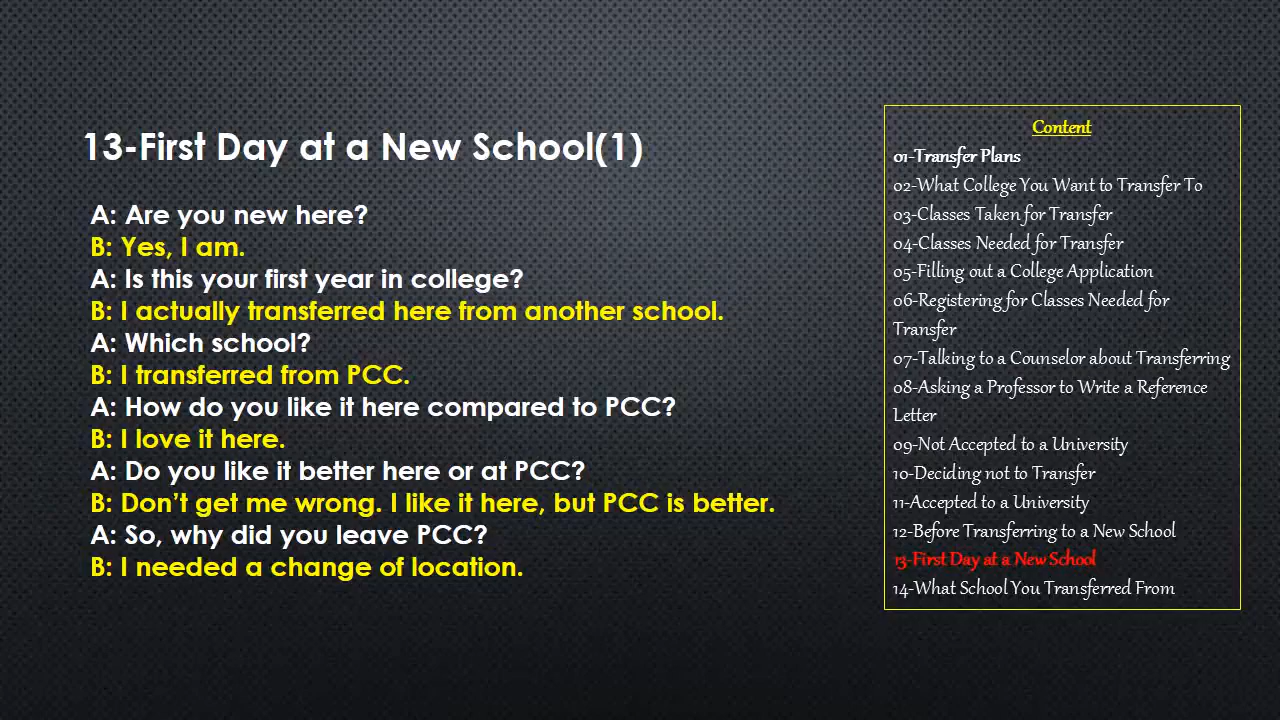 13-First Day at a New School(1)
A: Are you new here?
B: Yes, I am.
A: Is this your first year in college?
B: I actually transferred here from another school.
A: Which school?
B: I transferred from PCC.
A: How do you like it here compared to PCC?
B: I love it here.
A: Do you like it better here or at PCC?
B: Don’t get me wrong. I like it here, but PCC is better.
A: So, why did you leave PCC?
B: I needed a change of location.
Content
01-Transfer Plans
02-What College You Want to Transfer To
03-Classes Taken for Transfer
04-Classes Needed for Transfer
05-Filling out a College Application
06-Registering for Classes Needed for
Transfer
07-Talking to a Counselor about Transferring
08-Asking a Professor to Write a Reference
Letter
09-Not Accepted to a University
10-Deciding not to Transfer
11-Accepted to a University
12-Before Transferring to a New School
13-First Day at a New School
14-What School You Transferred From